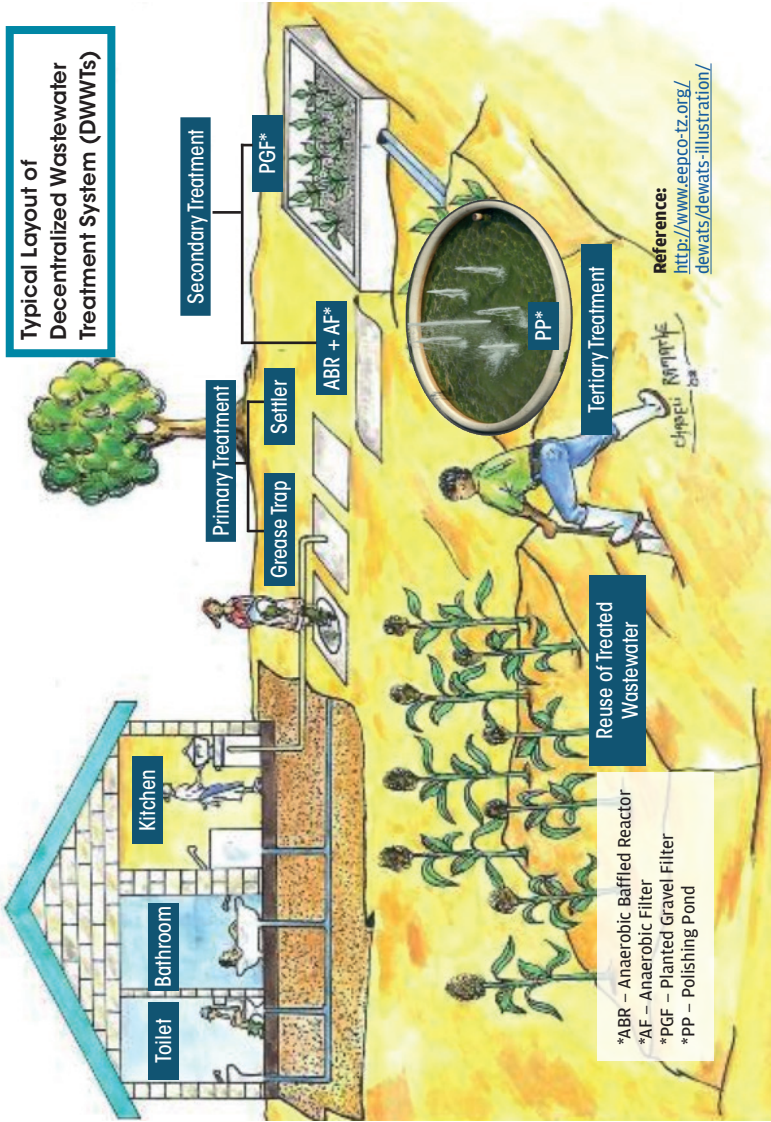 Typical Layout of
Decentralized Wastewater
Treatment System (DWWTs)
Toilet
Bathroom
Kitchen
Primary Treatment
Grease Trap
Settler
Secondary Treatment
ABR + AF*
PGF*
PP*
Tertiary Treatment
Reuse of Treated
Wastewater
*ABR – Anaerobic Baffled Reactor
*AF – Anaerobic Filter
*PGF – Planted Gravel Filter
*PP – Polishing Pond
Reference:
http://www.eepco-tz.org/
dewats/dewats-illustration/